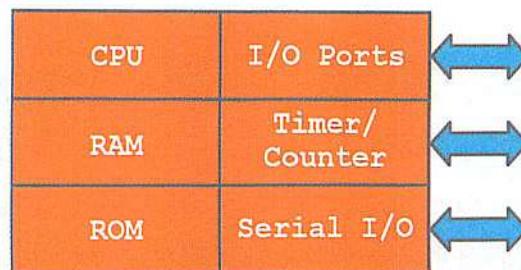 CPU
I/O Ports
RAM
Timer/
Counter
ROM
Serial I/O